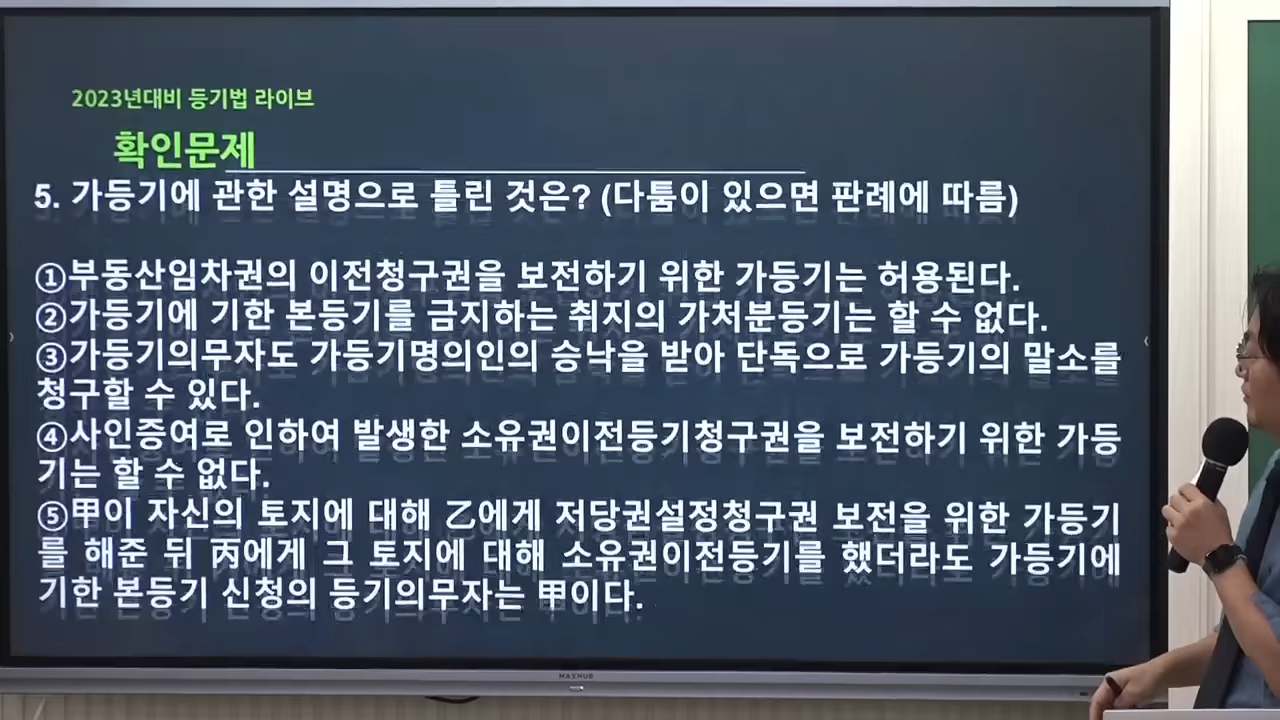 2023년대비 등기법 라이브
확인문제
5. 가등기에 관한 설명으로 틀린 것은? (다툼이 있으면 판례에 따름)
①부동산임차권의 이전청구권을 보전하기 위한 가등기는 허용된다.
②가등기에 기한 본등기를 금지하는 취지의 가처분등기는 할 수 없다.
③가등기의무자도 가등기명의인의 승낙을 받아 단독으로 가등기의 말소를
청구할 수 있다.
④사인증여로 인하여 발생한 소유권이전등기청구권을 보전하기 위한 가등
기는 할 수 없다.
⑤甲이 자신의 토지에 대해 乙에게 저당권설정청구권 보전을 위한 가등기
를 해준 뒤 丙에게 그 토지에 대해 소유권이전등기를 했더라도 가등기에
기한 본등기 신청의 등기의무자는 甲이다.
MAXHUB